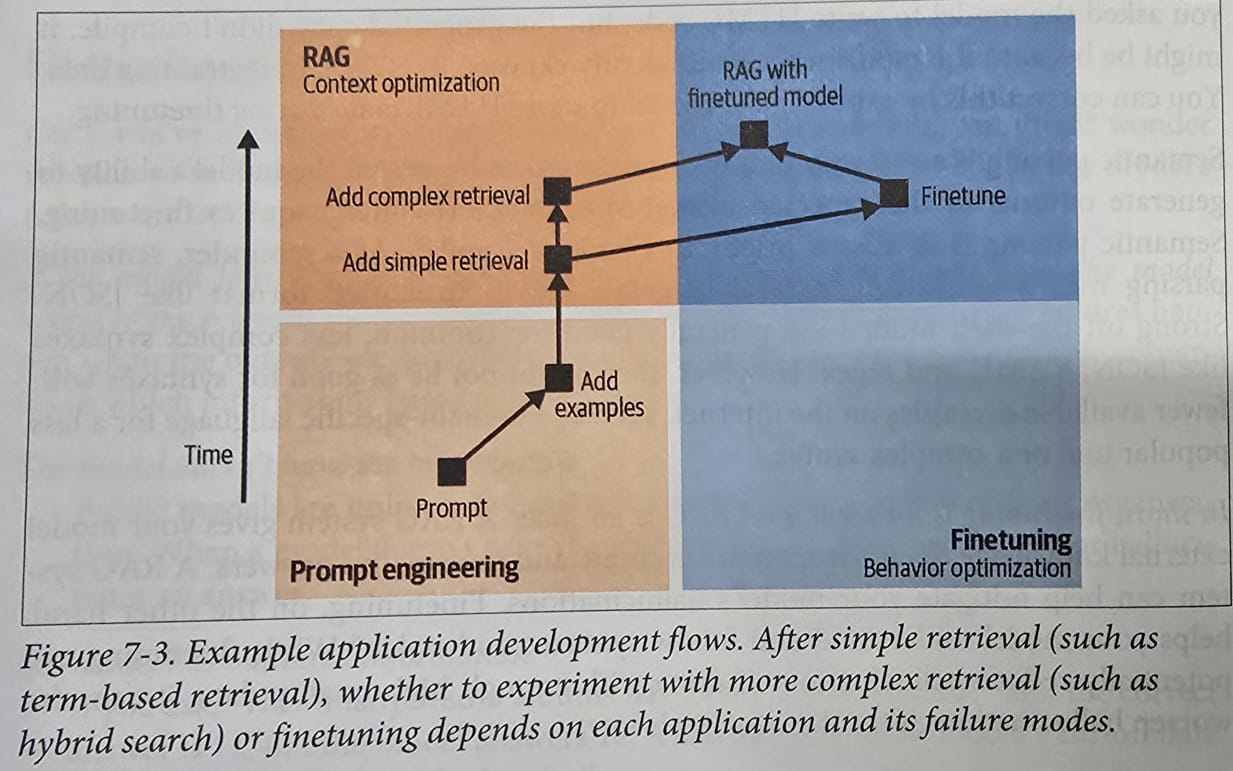 RAG
Context optimization
RAG with
finetuned model
Add complex retrieval
Finetune
Add simple retrieval
Add
examples
Time
Prompt
Prompt engineering
Finetuning
Behavior optimization
Figure 7-3. Example application development flows. After simple retrieval (such as
term-based retrieval), whether to experiment with more complex retrieval (such as
hybrid search) or finetuning depends on each application and its failure modes.